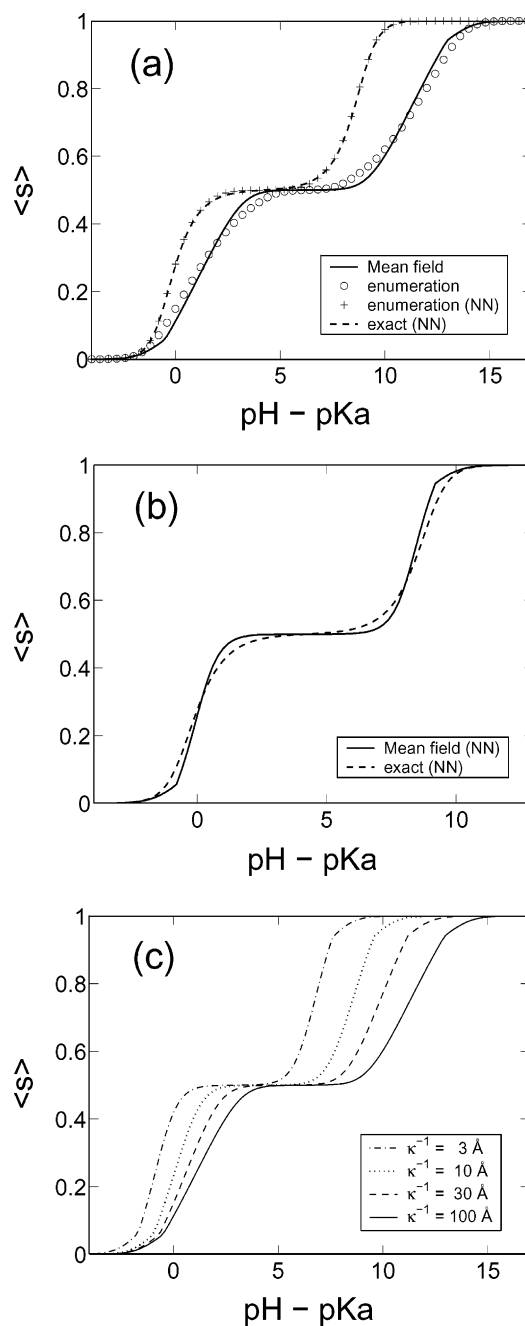 (a)
1
0.8
0.6
0.4
0.2
0
<s>
Mean field
enumeration
enumeration (NN)
exact (NN)
0 5 10 15
pH − pKa
(b)
1
0.8
0.6
0.4
0.2
0
<s>
Mean field (NN)
exact (NN)
0 5 10
pH − pKa
(c)
1
0.8
0.6
0.4
0.2
0
<s>
κ⁻¹ = 3 Å
κ⁻¹ = 10 Å
κ⁻¹ = 30 Å
κ⁻¹ = 100 Å
0 5 10 15
pH − pKa